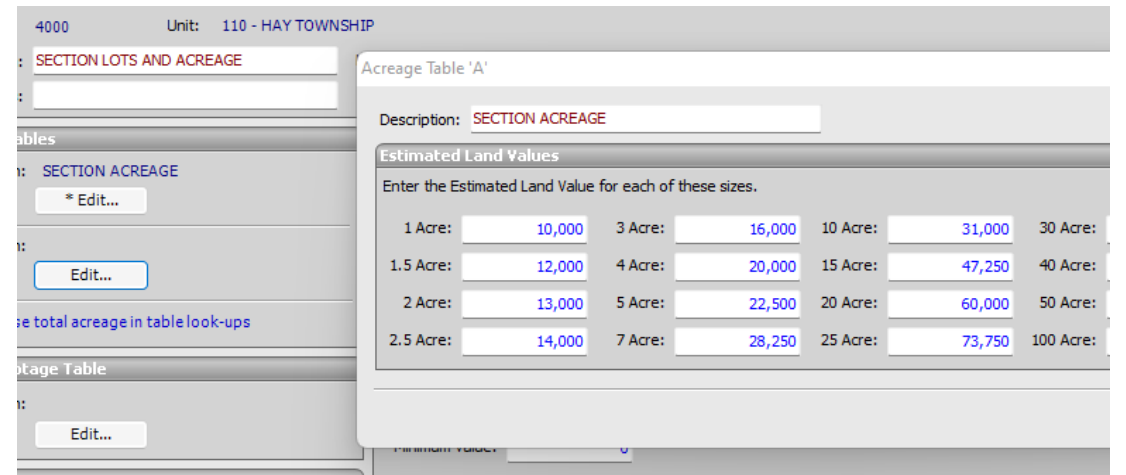 4000 Unit: 110 - HAY TOWNSHIP
: SECTION LOTS AND ACREAGE
:
Acreage Table 'A'
Description: SECTION ACREAGE
Estimated Land Values
Enter the Estimated Land Value for each of these sizes.
1 Acre: 10,000 3 Acre: 16,000 10 Acre: 31,000 30 Acre:
1.5 Acre: 12,000 4 Acre: 20,000 15 Acre: 47,250 40 Acre:
2 Acre: 13,000 5 Acre: 22,500 20 Acre: 60,000 50 Acre:
2.5 Acre: 14,000 7 Acre: 28,250 25 Acre: 73,750 100 Acre:
ables
n: SECTION ACREAGE
* Edit...
n:
Edit...
se total acreage in table look-ups
otage Table
n:
Edit...
Minimum Value: 0